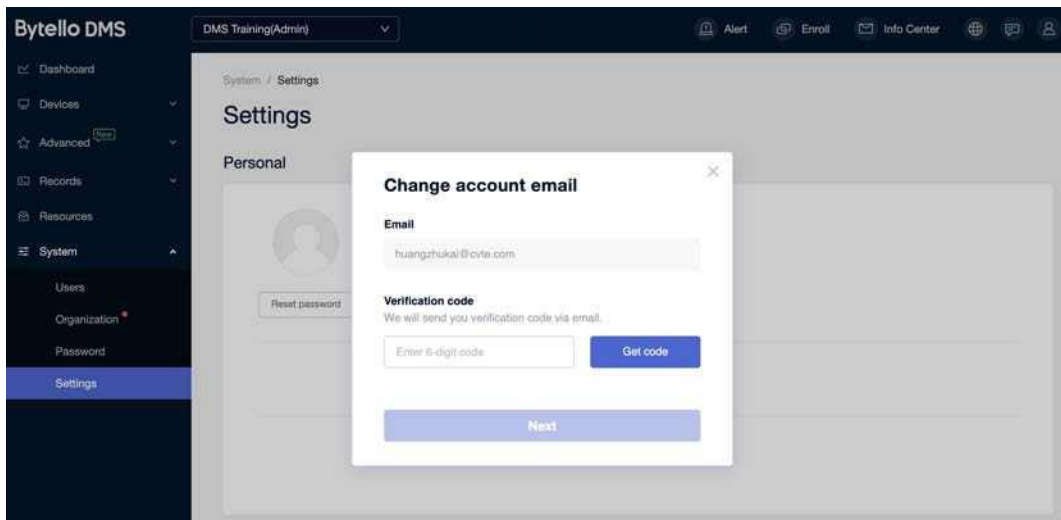 Bytello DMS
DMS Training(Admin)
Alert
Enroll
Info Center
Dashboard
Devices
Advanced
New
Records
Resources
System
Users
Organization
Password
Settings
System / Settings
Settings
Personal
Reset password
Change account email
Email
huangzhukai@cvte.com
Verification code
We will send you verification code via email.
Enter 6-digit code
Get code
Next